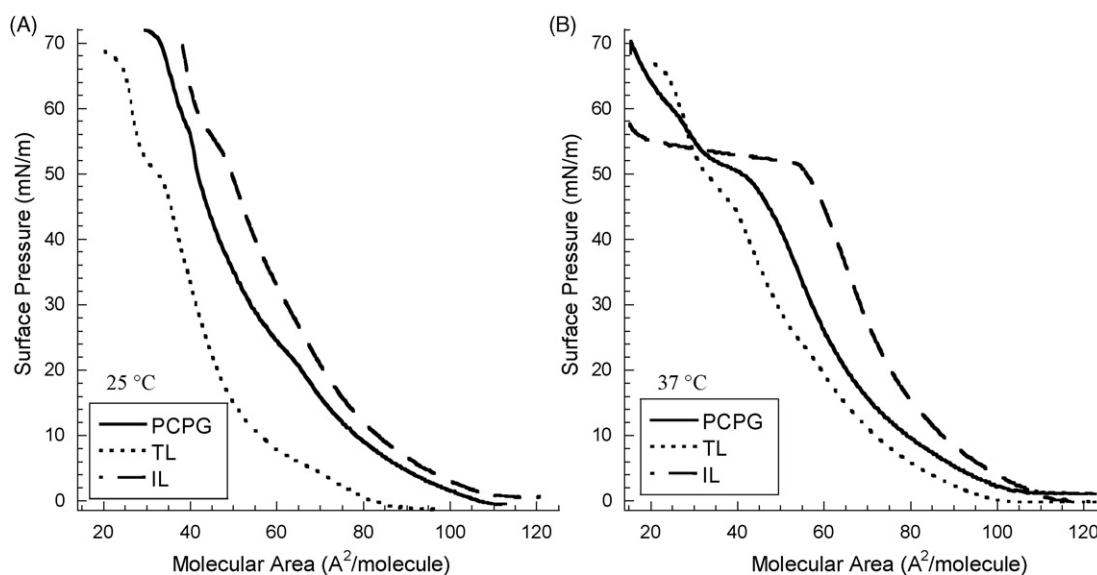 (A)
70
60
50
40
30
20
10
0
Surface Pressure (mN/m)
25 °C
PCPG
TL
IL
20 40 60 80 100 120
Molecular Area (A²/molecule)
(B)
70
60
50
40
30
20
10
0
Surface Pressure (mN/m)
37 °C
PCPG
TL
IL
20 40 60 80 100 120
Molecular Area (A²/molecule)